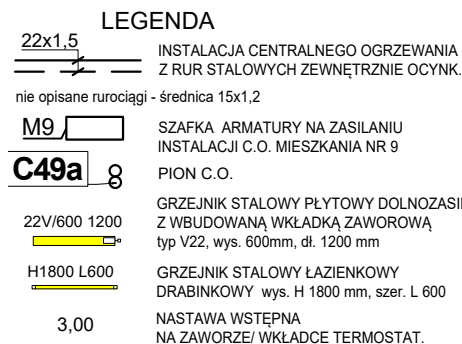 LEGENDA
22x1,5
INSTALACJA CENTRALNEGO OGRZEWANIA
Z RUR STALOWYCH ZEWNĘTRZNIE OCYNK.
nie opisane rurociągi - średnica 15x1,2
M9
SZAFKA ARMATURY NA ZASILANIU
INSTALACJI C.O. MIESZKANIA NR 9
C49a
PION C.O.
GRZEJNIK STALOWY PŁYTOWY DOLNOZASI
22V/600 1200
Z WBUDOWANĄ WKŁADKĄ ZAWOROWĄ
typ V22, wys. 600mm, dł. 1200 mm
H1800 L600
GRZEJNIK STALOWY ŁAZIENKOWY
DRABINKOWY wys. H 1800 mm, szer. L 600
3,00
NASTAWA WSTĘPNA
NA ZAWORZE/ WKŁADCE TERMOSTAT.